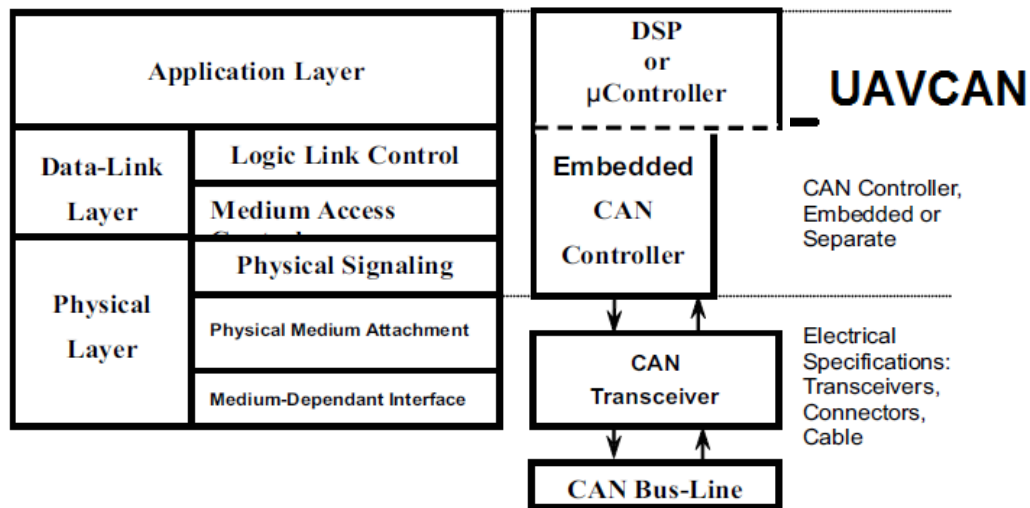 Application Layer
Data-Link
Layer
Logic Link Control
Medium Access
Physical
Layer
Physical Signaling
Physical Medium Attachment
Medium-Dependant Interface
DSP
or
µController
Embedded
CAN
Controller
CAN
Transceiver
CAN Bus-Line
UAVCAN
CAN Controller,
Embedded or
Separate
Electrical
Specifications:
Transceivers,
Connectors,
Cable